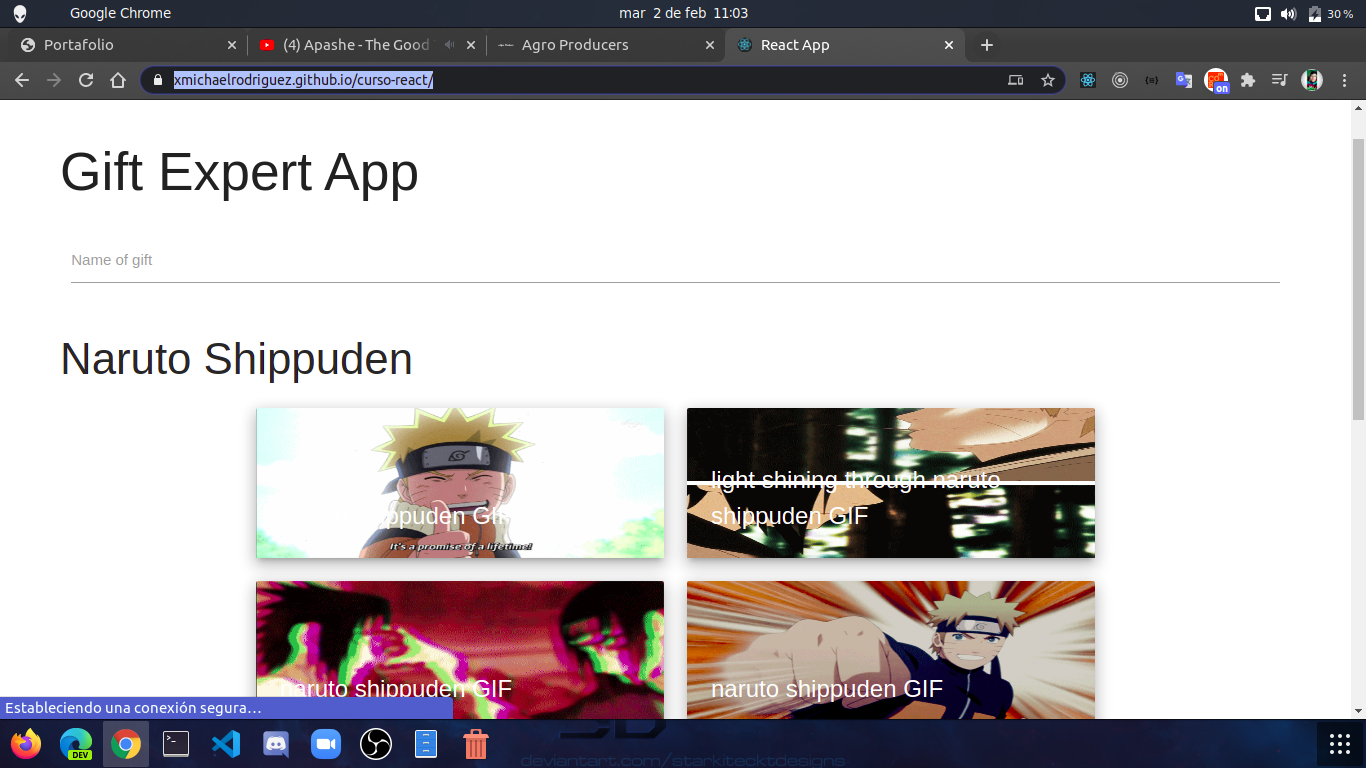 Google Chrome
mar 2 de feb 11:03
30 %
Portafolio
(4) Apashe - The Good
Agro Producers
React App
xmichaelrodriguez.github.io/curso-react/
on
Gift Expert App
Name of gift
Naruto Shippuden
ppuden GIF
It's a promise of a lifetime!
light shining through naruto
shippuden GIF
naruto shippuden GIF
naruto shippuden GIF
Estableciendo una conexión segura…
DEV
deviantart.com/starkitecktdesigns